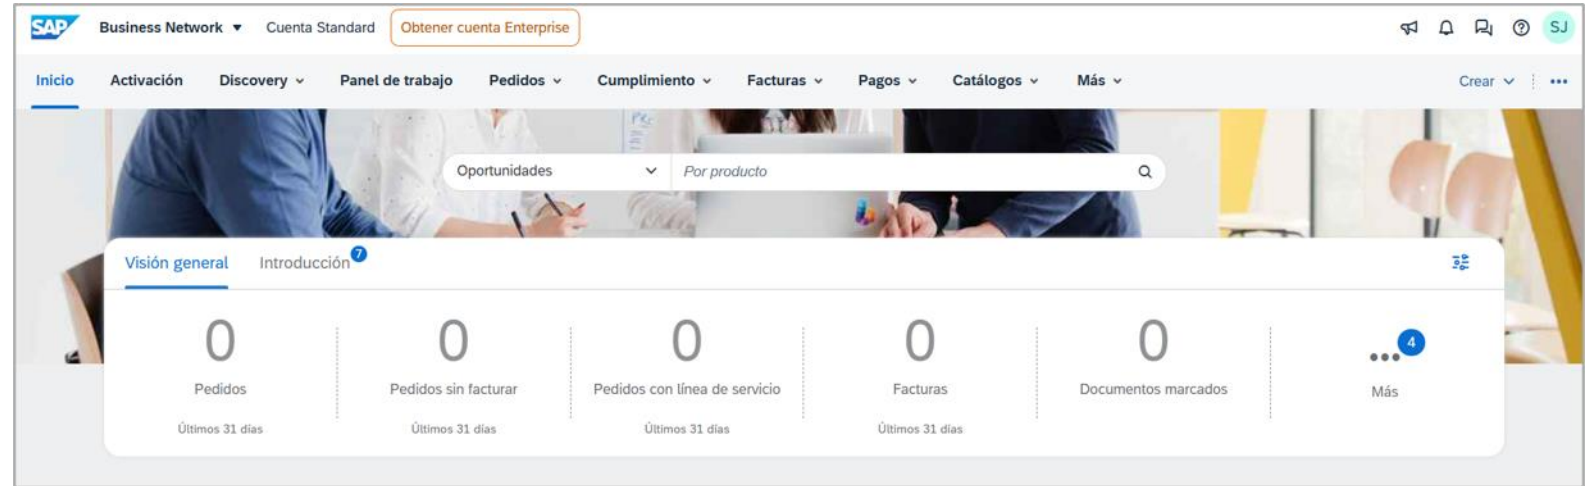 SAP Business Network Cuenta Standard Obtener cuenta Enterprise SJ
Inicio Activación Discovery Panel de trabajo Pedidos Cumplimiento Facturas Pagos Catálogos Más Crear
Oportunidades Por producto
Visión general Introducción 7
0 0 0 0 0 ... 4
Pedidos Pedidos sin facturar Pedidos con línea de servicio Facturas Documentos marcados Más
Últimos 31 días Últimos 31 días Últimos 31 días Últimos 31 días